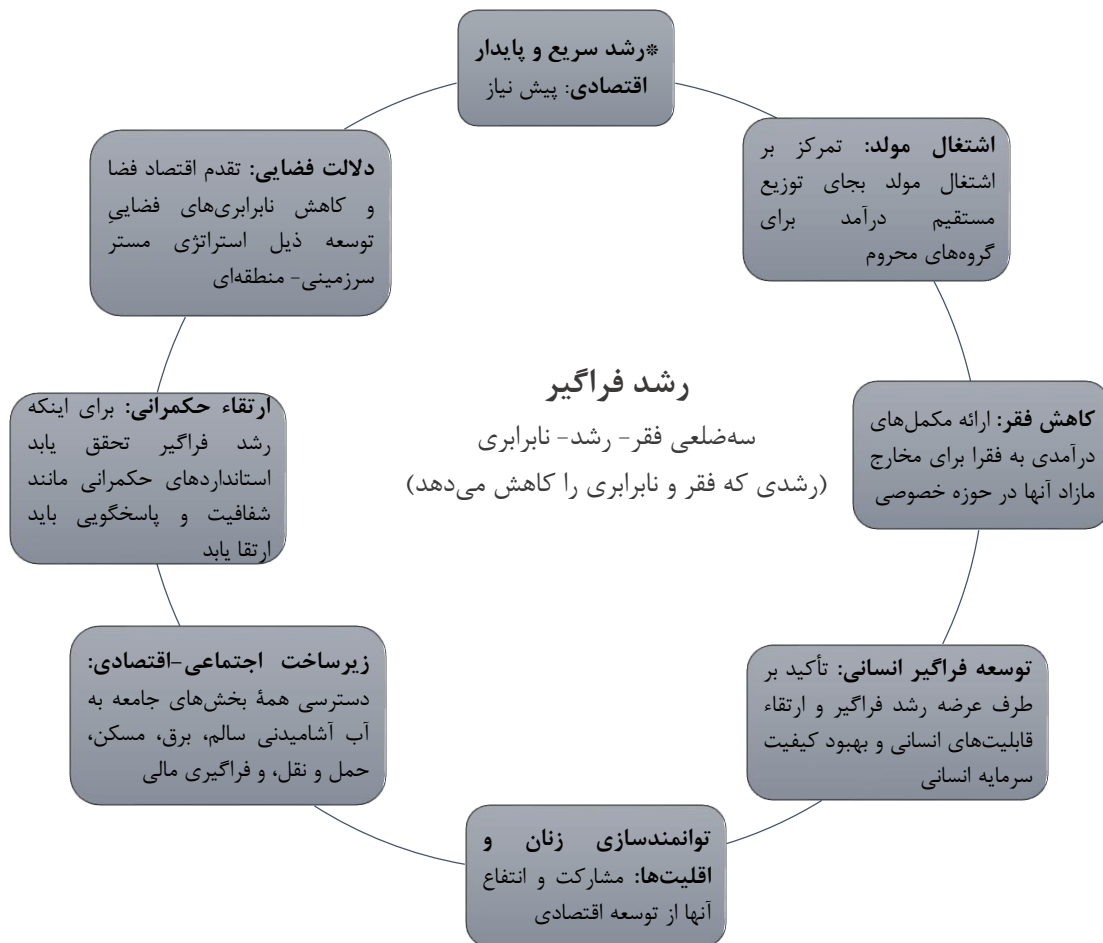 *رشد سریع و پایدار
اقتصادی: پیش نیاز
اشتغال مولد: تمرکز بر
اشتغال مولد بجای توزیع
مستقیم درآمد برای
گروه‌های محروم
کاهش فقر: ارائه مکمل‌های
درآمدی به فقرا برای مخارج
مازاد آنها در حوزه خصوصی
توسعه فراگیر انسانی: تأکید بر
طرف عرضه رشد فراگیر و ارتقاء
قابلیت‌های انسانی و بهبود کیفیت
سرمایه انسانی
توانمندسازی زنان و
اقلیت‌ها: مشارکت و انتفاع
آنها از توسعه اقتصادی
زیرساخت اجتماعی-اقتصادی:
دسترسی همۀ بخش‌های جامعه به
آب آشامیدنی سالم، برق، مسکن،
حمل و نقل، و فراگیری مالی
ارتقاء حکمرانی: برای اینکه
رشد فراگیر تحقق یابد
استانداردهای حکمرانی مانند
شفافیت و پاسخگویی باید
ارتقا یابد
دلالت فضایی: تقدم اقتصاد فضا
و کاهش نابرابری‌های فضاییِ
توسعه ذیل استراتژی مستر
سرزمینی- منطقه‌ای
رشد فراگیر
سه‌ضلعی فقر- رشد- نابرابری
(رشدی که فقر و نابرابری را کاهش می‌دهد)